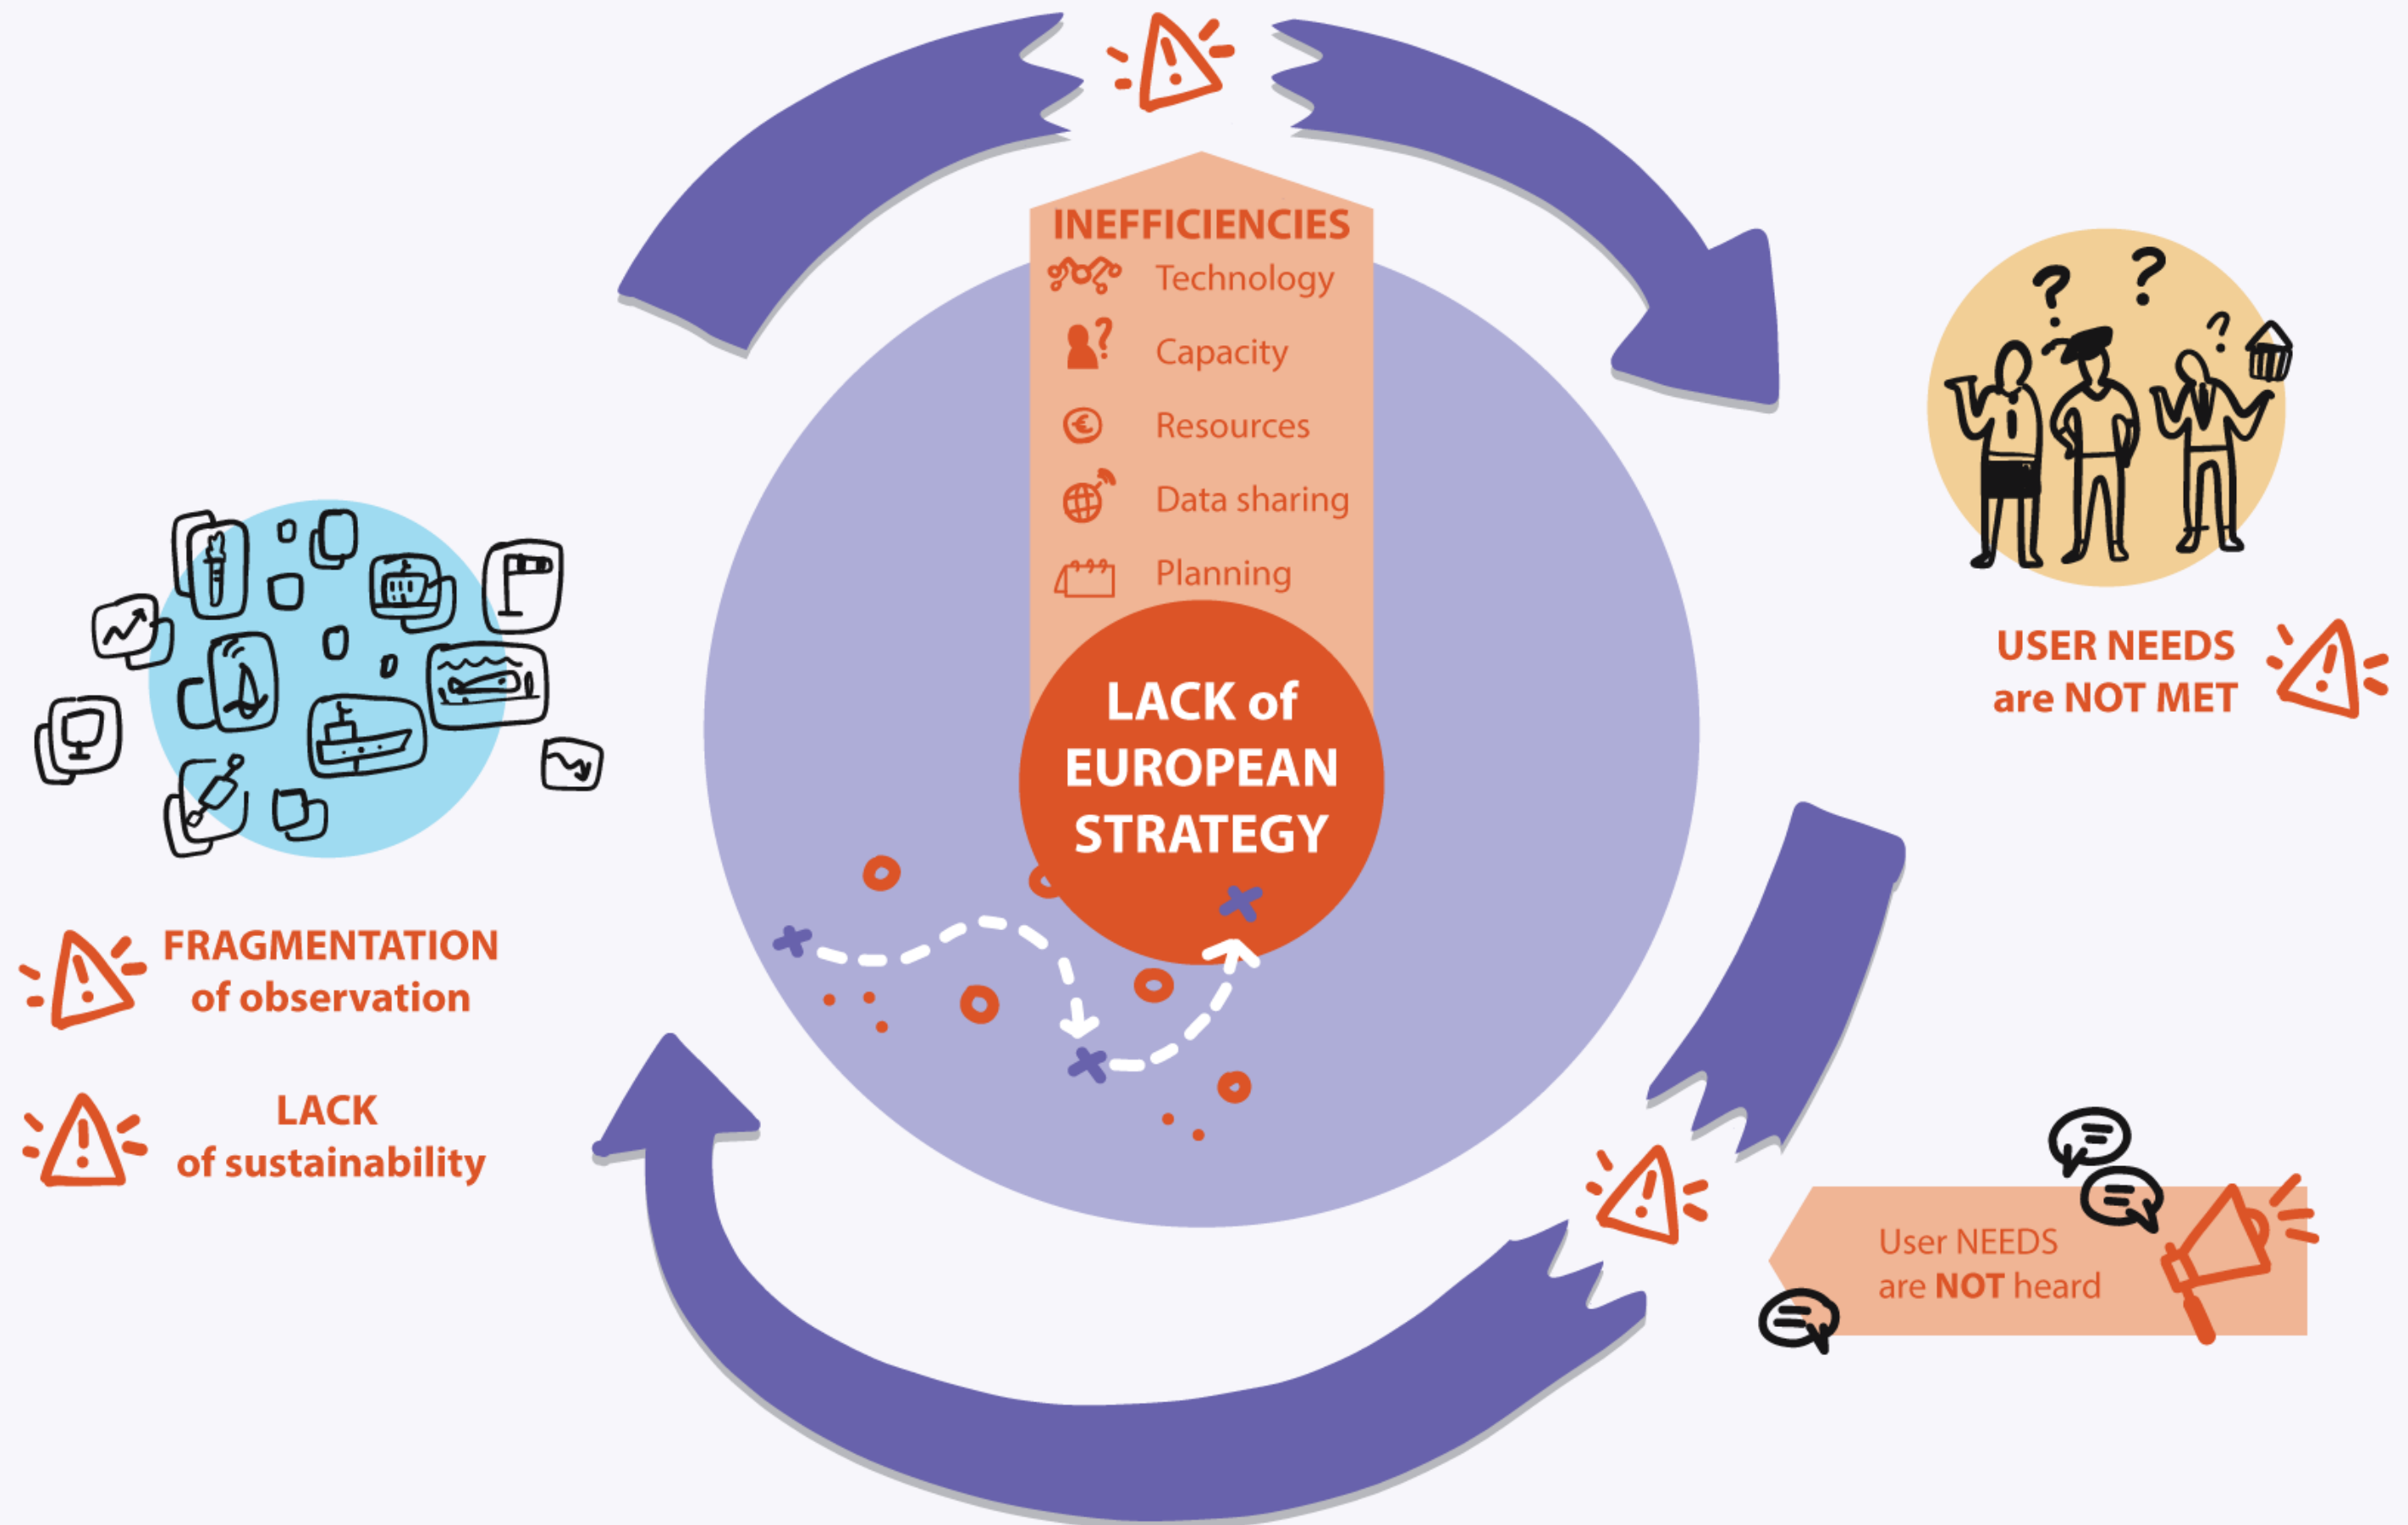 INEFFICIENCIES
Technology
Capacity
Resources
Data sharing
Planning
LACK of
EUROPEAN
STRATEGY
FRAGMENTATION
of observation
LACK
of sustainability
USER NEEDS
are NOT MET
User NEEDS
are NOT heard